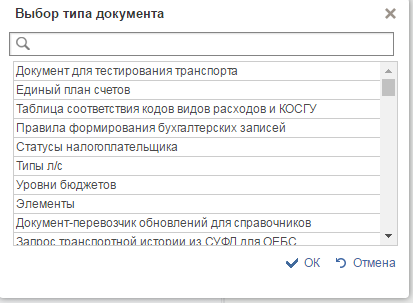 Выбор типа документа
Документ для тестирования транспорта
Единый план счетов
Таблица соответствия кодов видов расходов и КОСГУ
Правила формирования бухгалтерских записей
Статусы налогоплательщика
Типы л/с
Уровни бюджетов
Элементы
Документ-перевозчик обновлений для справочников
Запрос транспортной истории из СУФД для ОЕБС
ОК Отмена